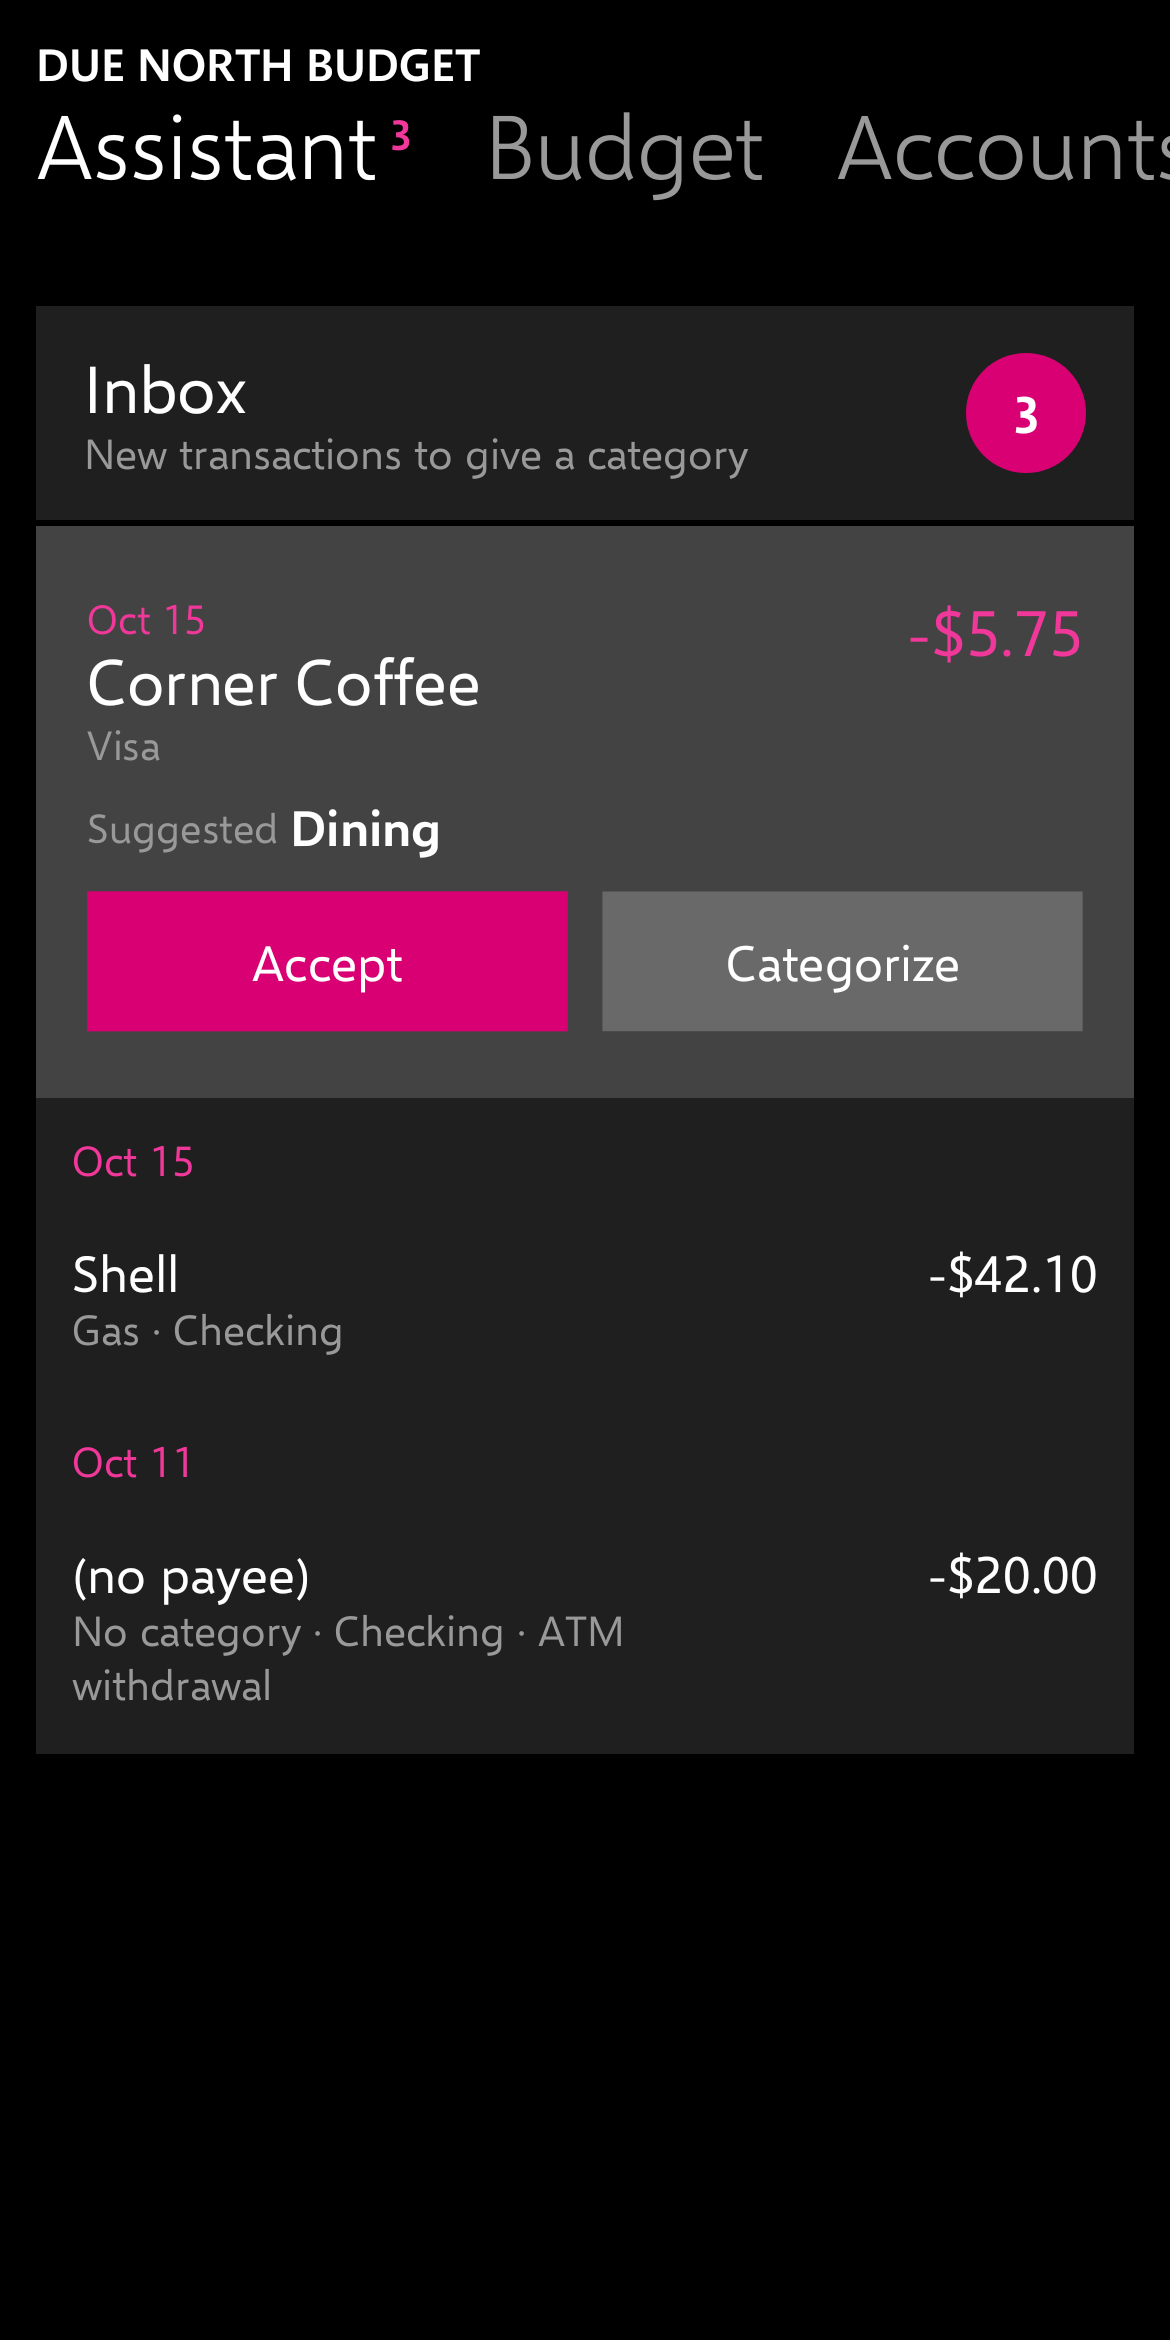 DUE NORTH BUDGET
Assistant 3 Budget Accounts
Inbox
3
New transactions to give a category
Oct 15
-$5.75
Corner Coffee
Visa
Suggested Dining
Accept Categorize
Oct 15
Shell -$42.10
Gas · Checking
Oct 11
(no payee) -$20.00
No category · Checking · ATM
withdrawal